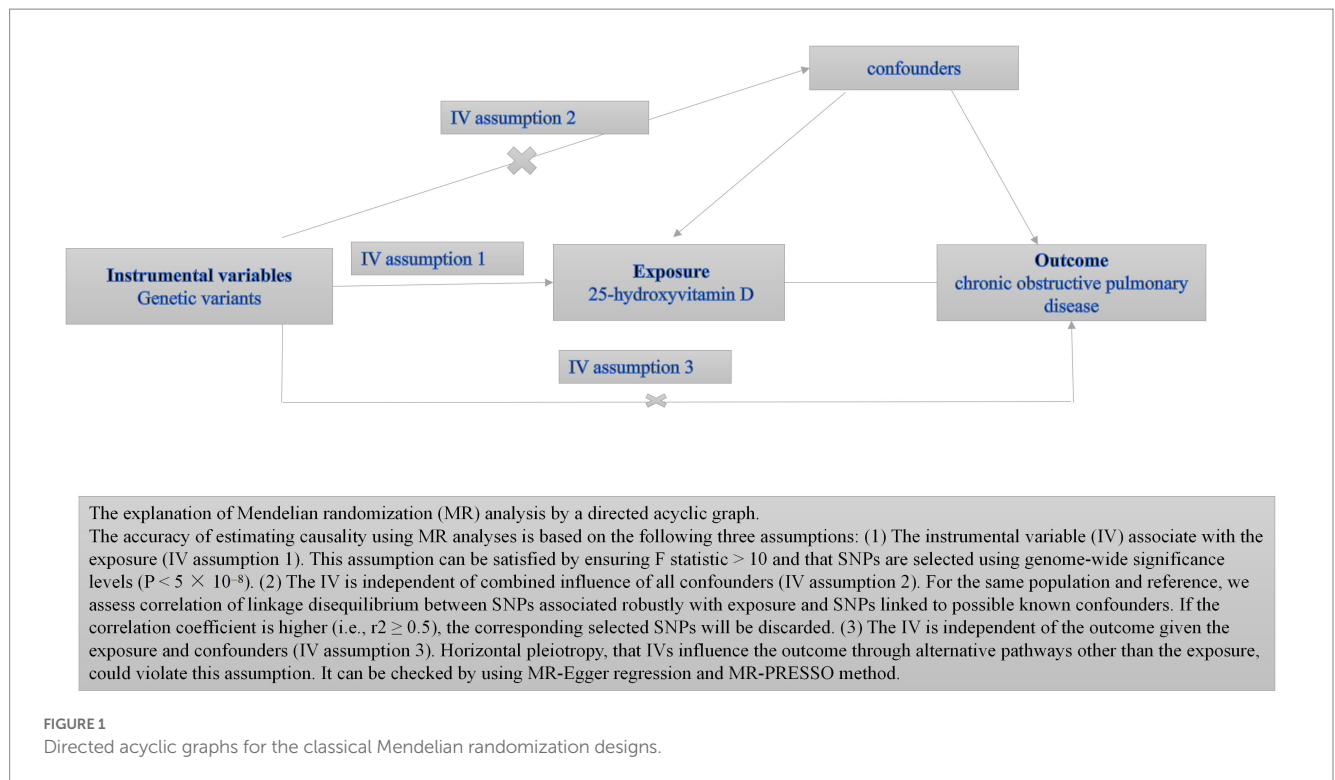 confounders
IV assumption 2
IV assumption 1
Instrumental variables
Genetic variants
Exposure
25-hydroxyvitamin D
Outcome
chronic obstructive pulmonary
disease
IV assumption 3
The explanation of Mendelian randomization (MR) analysis by a directed acyclic graph.
The accuracy of estimating causality using MR analyses is based on the following three assumptions: (1) The instrumental variable (IV) associate with the
exposure (IV assumption 1). This assumption can be satisfied by ensuring F statistic > 10 and that SNPs are selected using genome-wide significance
levels (P < 5 × 10⁻⁸). (2) The IV is independent of combined influence of all confounders (IV assumption 2). For the same population and reference, we
assess correlation of linkage disequilibrium between SNPs associated robustly with exposure and SNPs linked to possible known confounders. If the
correlation coefficient is higher (i.e., r2 ≥ 0.5), the corresponding selected SNPs will be discarded. (3) The IV is independent of the outcome given the
exposure and confounders (IV assumption 3). Horizontal pleiotropy, that IVs influence the outcome through alternative pathways other than the exposure,
could violate this assumption. It can be checked by using MR-Egger regression and MR-PRESSO method.
FIGURE 1
Directed acyclic graphs for the classical Mendelian randomization designs.